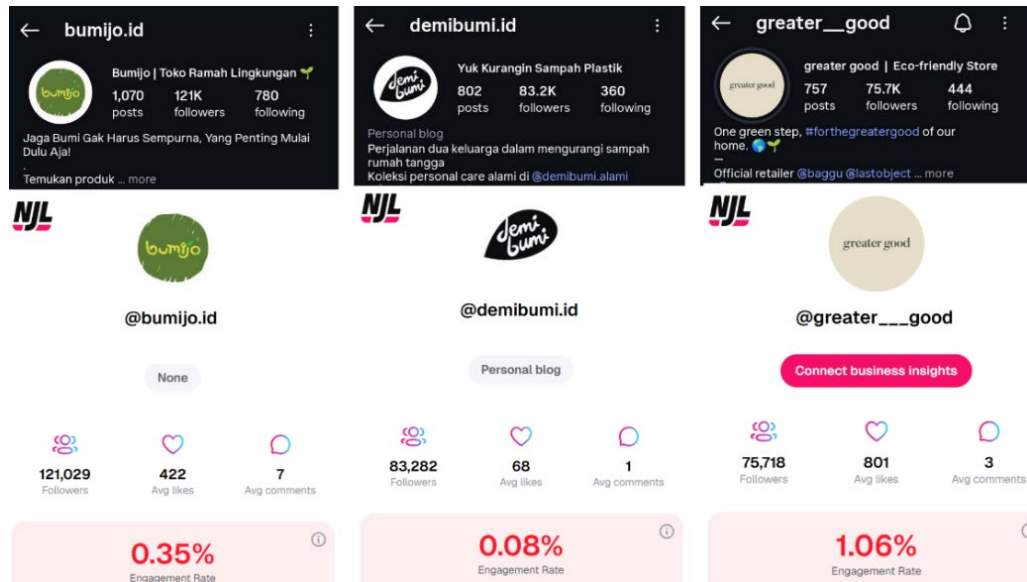 bumijo.id
bumijo
Bumijo | Toko Ramah Lingkungan 🌱
1,070 121K 780
posts followers following
Jaga Bumi Gak Harus Sempurna, Yang Penting Mulai
Dulu Aja!
.
Temukan produk ... more
NJL
bumijo
@bumijo.id
None
121,029 422 7
Followers Avg likes Avg comments
0.35%
Engagement Rate
demibumi.id
demi bumi
Yuk Kurangin Sampah Plastik
802 83.2K 360
posts followers following
Personal blog
Perjalanan dua keluarga dalam mengurangi sampah
rumah tangga
Koleksi personal care alami di @demibumi.alami
NJL
demi
bumi
@demibumi.id
Personal blog
83,282 68 1
Followers Avg likes Avg comments
0.08%
Engagement Rate
greater__good
greater good
greater good | Eco-friendly Store
757 75.7K 444
posts followers following
One green step, #forthegreatergood of our
home. 🌎🌱
—
Official retailer @baggu @lastobject ... more
NJL
greater good
@greater___good
Connect business insights
75,718 801 3
Followers Avg likes Avg comments
1.06%
Engagement Rate